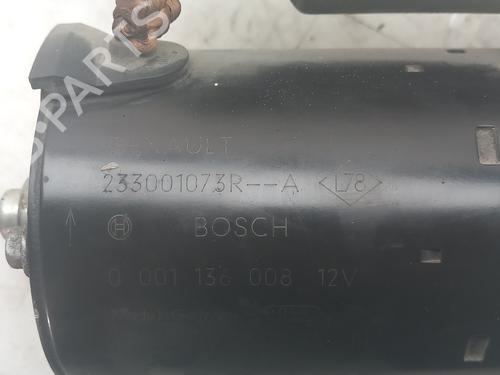 RENAULT
233001073R--A L78
BOSCH
0 001 136 008 12V